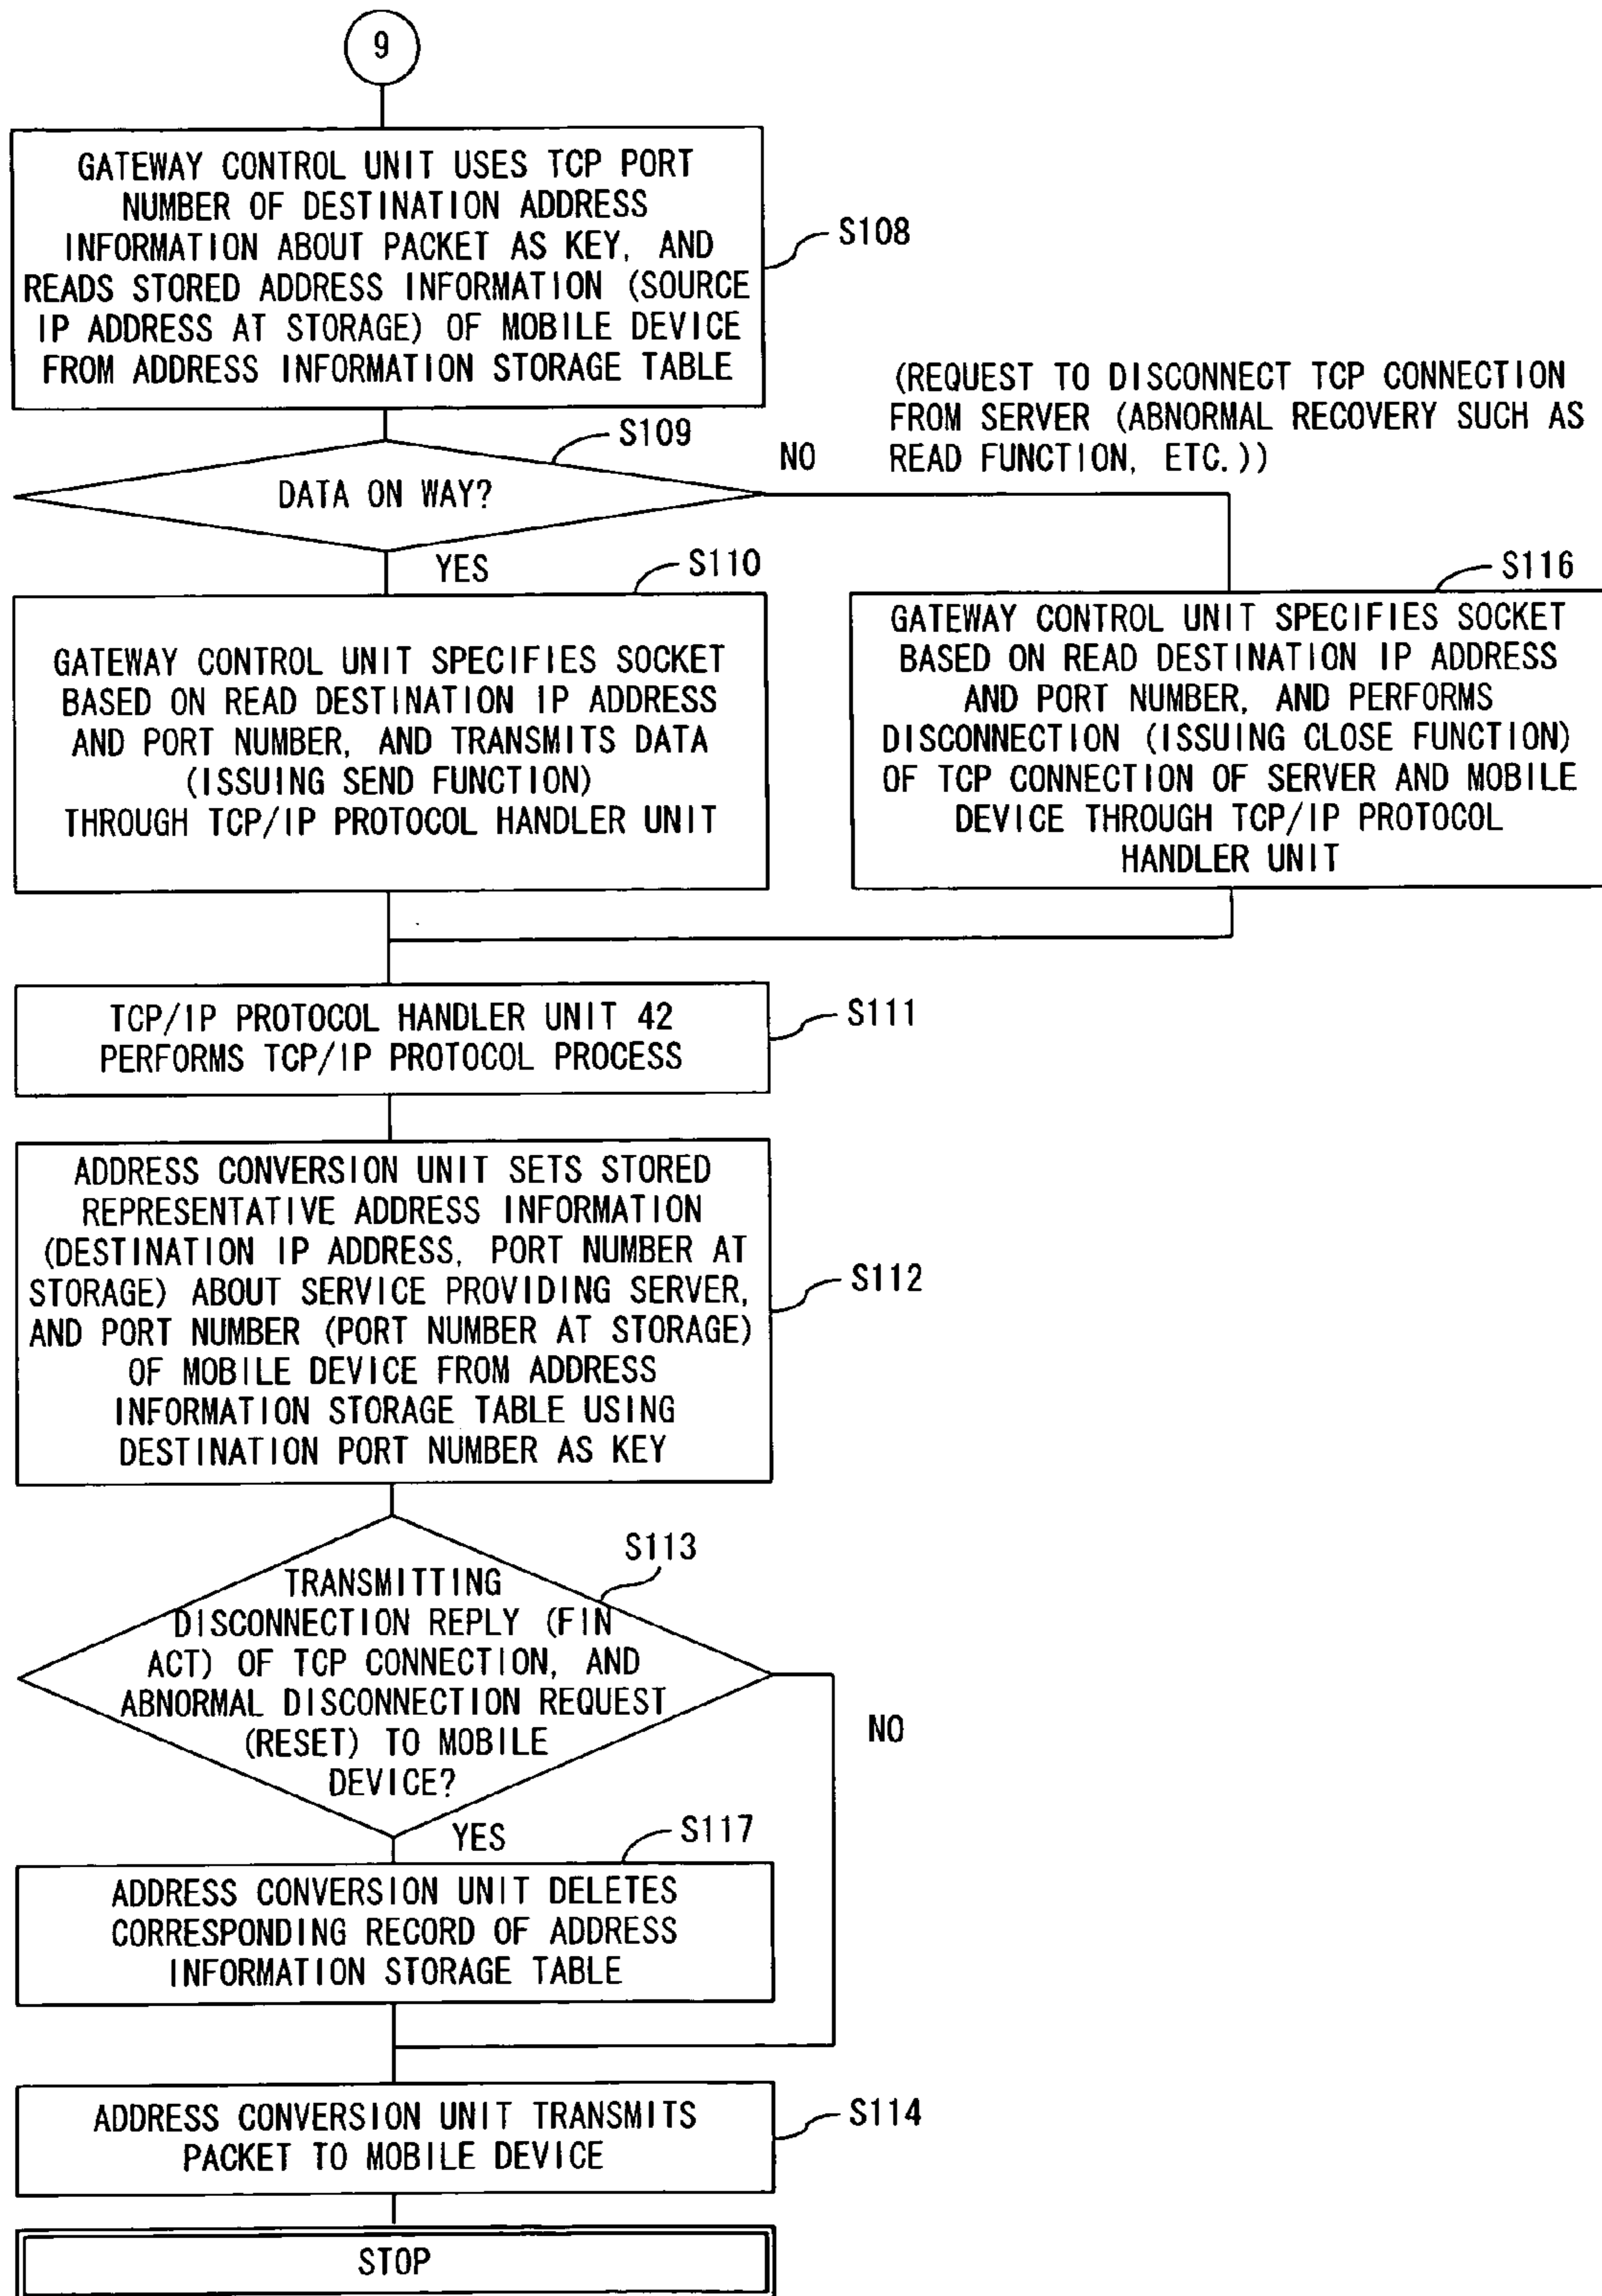 9
GATEWAY CONTROL UNIT USES TCP PORT
NUMBER OF DESTINATION ADDRESS
INFORMATION ABOUT PACKET AS KEY, AND
READS STORED ADDRESS INFORMATION (SOURCE
IP ADDRESS AT STORAGE) OF MOBILE DEVICE
FROM ADDRESS INFORMATION STORAGE TABLE
S108
(REQUEST TO DISCONNECT TCP CONNECTION
FROM SERVER (ABNORMAL RECOVERY SUCH AS
READ FUNCTION, ETC.))
S109
NO
DATA ON WAY?
YES
S110
S116
GATEWAY CONTROL UNIT SPECIFIES SOCKET
BASED ON READ DESTINATION IP ADDRESS
AND PORT NUMBER, AND TRANSMITS DATA
(ISSUING SEND FUNCTION)
THROUGH TCP/IP PROTOCOL HANDLER UNIT
GATEWAY CONTROL UNIT SPECIFIES SOCKET
BASED ON READ DESTINATION IP ADDRESS
AND PORT NUMBER, AND PERFORMS
DISCONNECTION (ISSUING CLOSE FUNCTION)
OF TCP CONNECTION OF SERVER AND MOBILE
DEVICE THROUGH TCP/IP PROTOCOL
HANDLER UNIT
TCP/IP PROTOCOL HANDLER UNIT 42
PERFORMS TCP/IP PROTOCOL PROCESS
S111
ADDRESS CONVERSION UNIT SETS STORED
REPRESENTATIVE ADDRESS INFORMATION
(DESTINATION IP ADDRESS, PORT NUMBER AT
STORAGE) ABOUT SERVICE PROVIDING SERVER,
AND PORT NUMBER (PORT NUMBER AT STORAGE)
OF MOBILE DEVICE FROM ADDRESS
INFORMATION STORAGE TABLE USING
DESTINATION PORT NUMBER AS KEY
S112
S113
TRANSMITTING
DISCONNECTION REPLY (FIN
ACT) OF TCP CONNECTION, AND
ABNORMAL DISCONNECTION REQUEST
(RESET) TO MOBILE
DEVICE?
NO
YES
S117
ADDRESS CONVERSION UNIT DELETES
CORRESPONDING RECORD OF ADDRESS
INFORMATION STORAGE TABLE
ADDRESS CONVERSION UNIT TRANSMITS
PACKET TO MOBILE DEVICE
S114
STOP